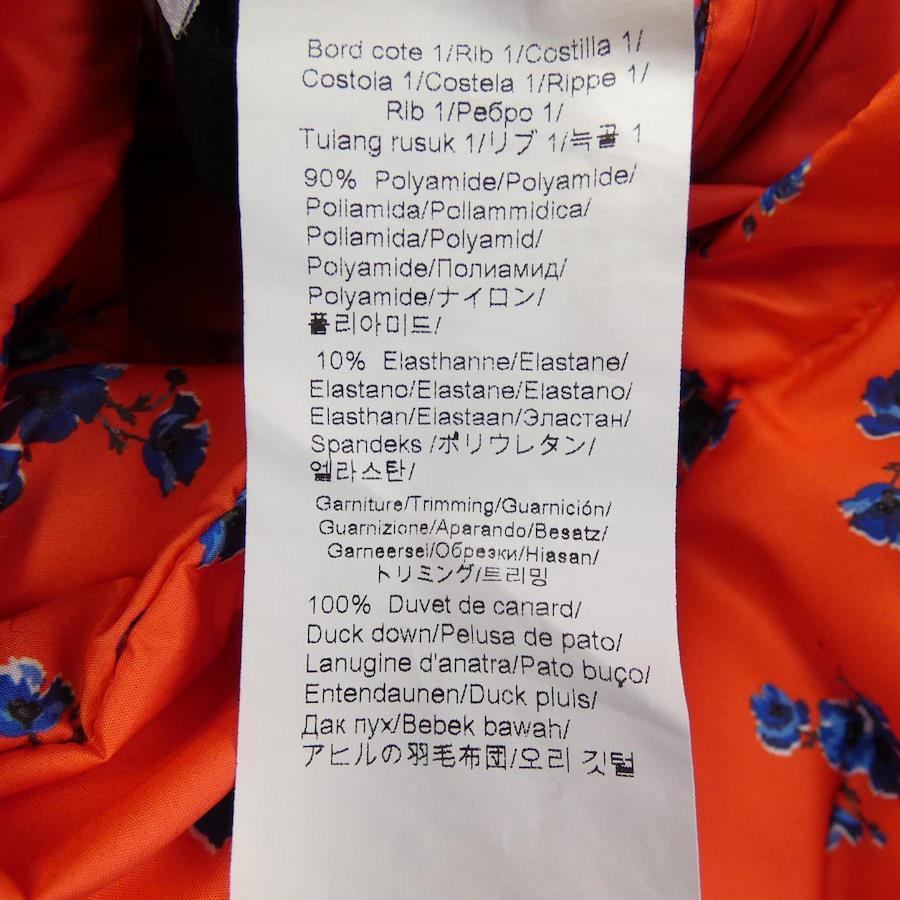 Bord cote 1/Rib 1/Costilla 1/
Costola 1/Costela 1/Rippe 1/
Rib 1/Ребро 1/
Tulang rusuk 1/リブ 1/늑골 1
90% Polyamide/Polyamide/
Poliamida/Poliammidica/
Poliamida/Polyamid/
Polyamide/Полиамид/
Polyamide/ナイロン/
폴리아미드/
10% Elasthanne/Elastane/
Elastano/Elastane/Elastano/
Elasthan/Elastaan/Эластан/
Spandeks /ポリウレタン/
엘라스탄/
Garniture/Trimming/Guarnición/
Guarnizione/Aparando/Besatz/
Garneersel/Обрезки/Hiasan/
トリミング/트리밍
100% Duvet de canard/
Duck down/Pelusa de pato/
Lanugine d'anatra/Pato buço/
Entendaunen/Duck pluis/
Дак пух/Bebek bawah/
アヒルの羽毛布団/오리 깃털